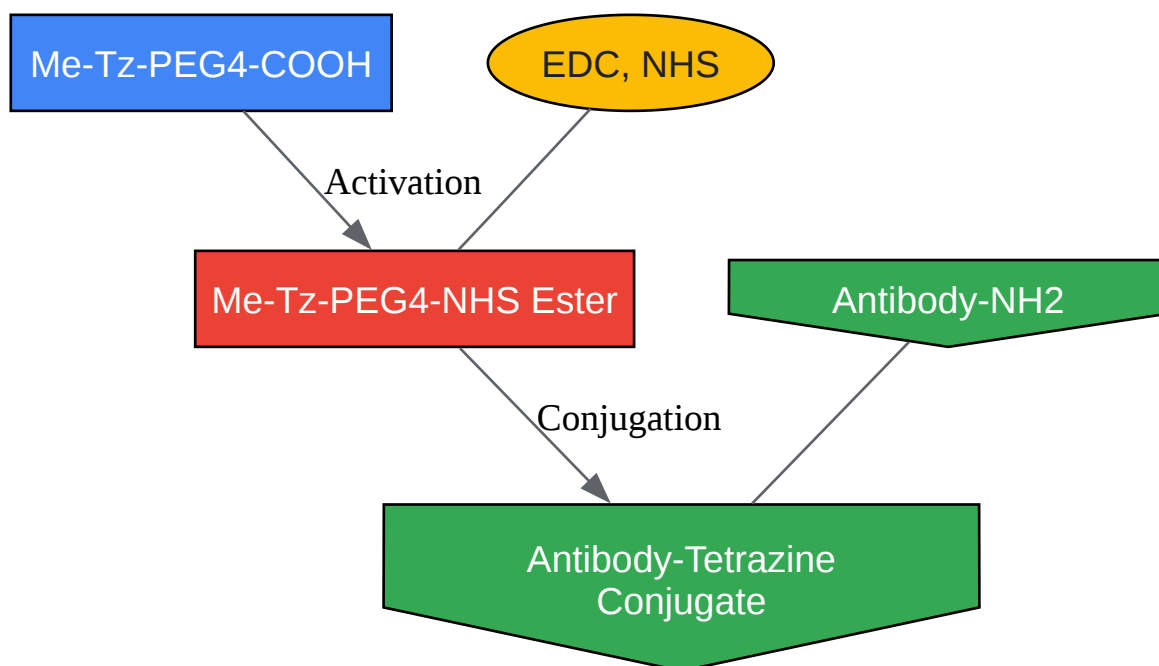 Me-Tz-PEG4-COOH
EDC, NHS
Activation
Me-Tz-PEG4-NHS Ester
Antibody-NH2
Conjugation
Antibody-Tetrazine
Conjugate